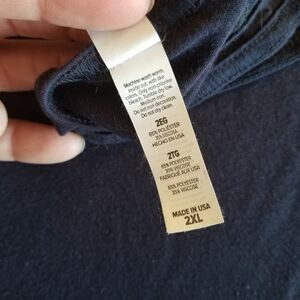 Machine wash warm,
inside out, with like
colors. Only non-chlorine
bleach. Tumble dry low.
Medium iron.
Do not iron decoration.
Do not dry clean.
2EG
65% POLYESTER
35% VISCOSA
HECHO EN USA
2TG
65% POLYESTER
35% VISCOSE
FABRIQUÉ AUX USA
65% POLYESTER
35% VISCOSE
MADE IN USA
2XL